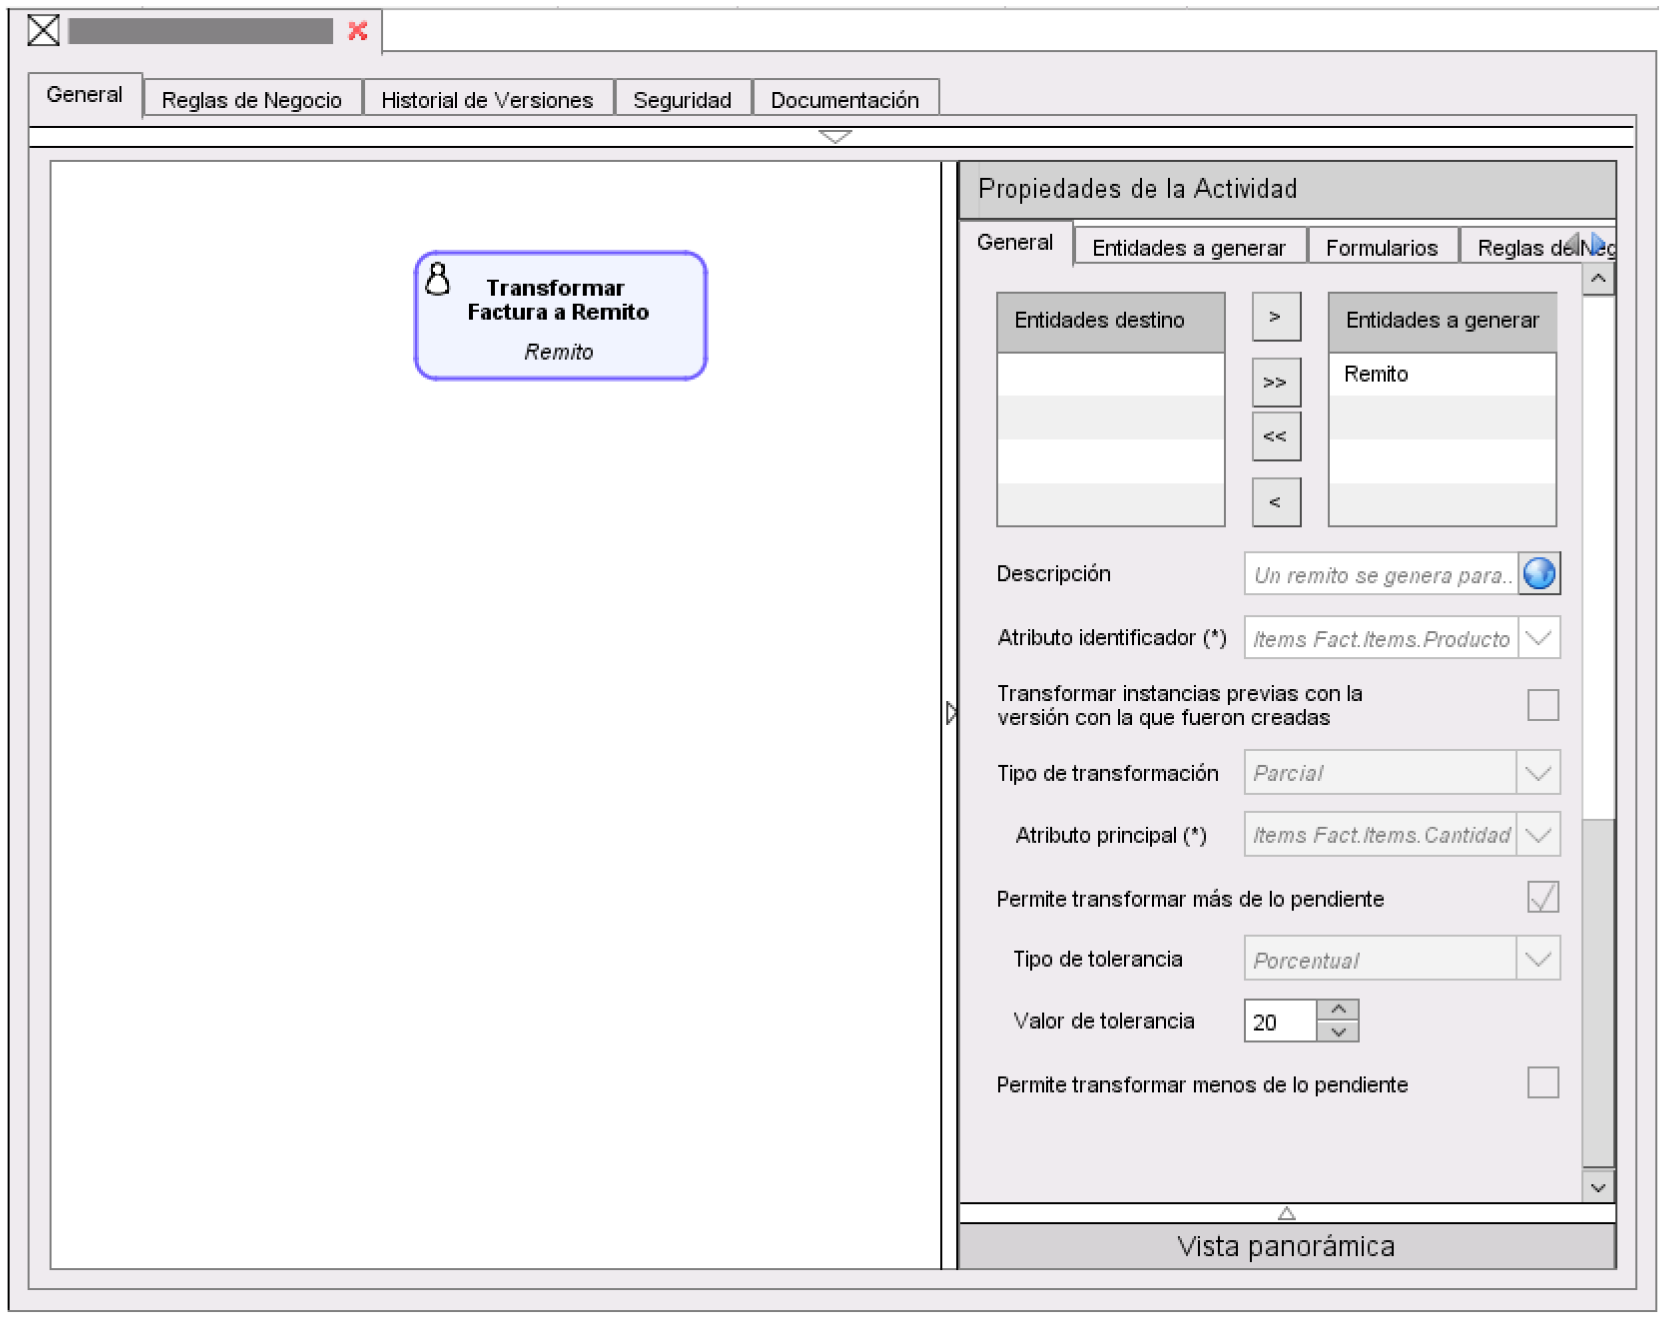 General
Reglas de Negocio
Historial de Versiones
Seguridad
Documentación
Transformar
Factura a Remito
Remito
Propiedades de la Actividad
General
Entidades a generar
Formularios
Reglas de Neg
Entidades destino
>
>>
<<
<
Entidades a generar
Remito
Descripción
Un remito se genera para..
Atributo identificador (*)
Items Fact.Items.Producto
Transformar instancias previas con la
versión con la que fueron creadas
Tipo de transformación
Parcial
Atributo principal (*)
Items Fact.Items.Cantidad
Permite transformar más de lo pendiente
Tipo de tolerancia
Porcentual
Valor de tolerancia
20
Permite transformar menos de lo pendiente
Vista panorámica